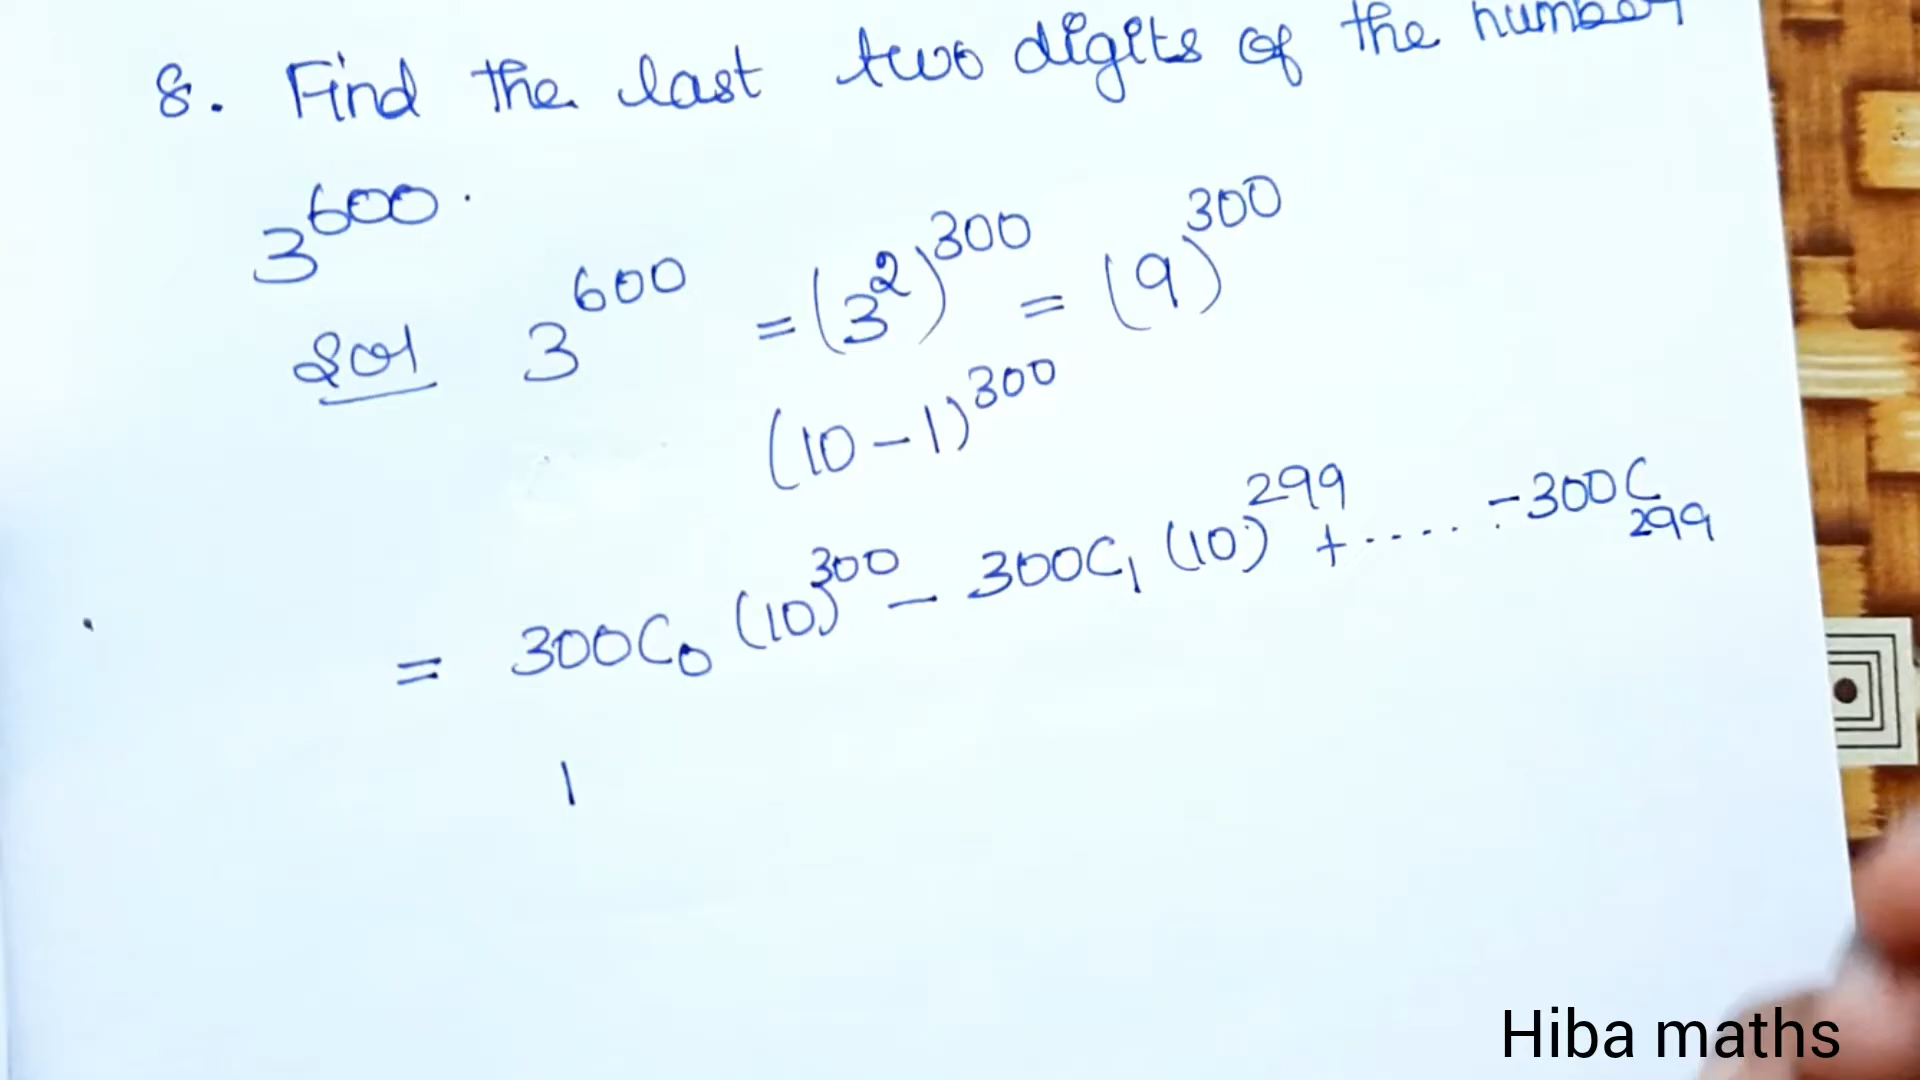 8. Find the last two digits of the number
3^600.
Sol 3^600 = (3^2)^300 = (9)^300
(10-1)^300
= 300C₀ (10)^300 - 300C₁ (10)^299 + ..... - 300C₂₉₉
1
Hiba maths